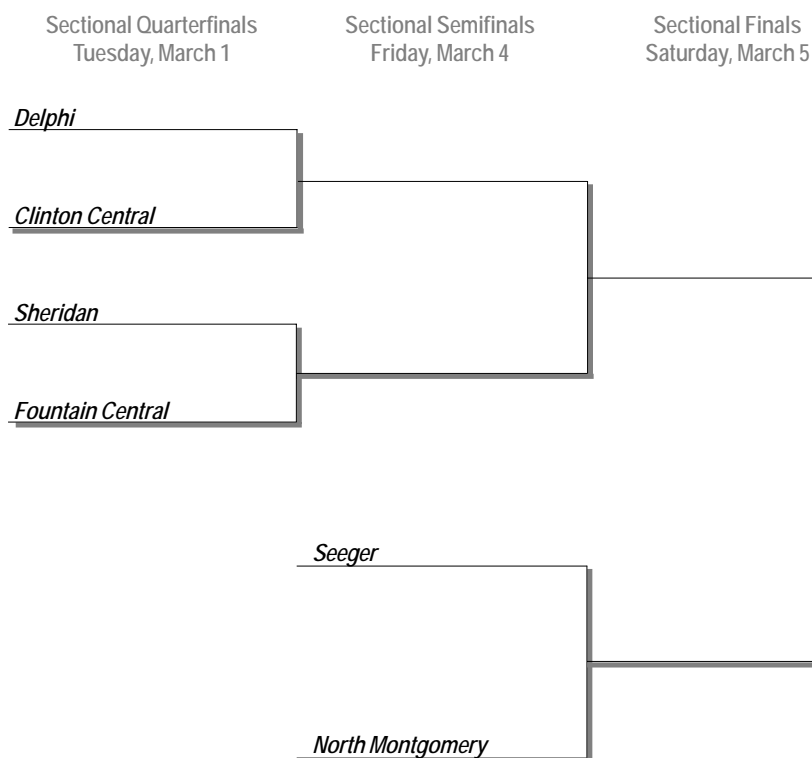 Sectional Quarterfinals
Tuesday, March 1
Sectional Semifinals
Friday, March 4
Sectional Finals
Saturday, March 5
Delphi
Clinton Central
Sheridan
Fountain Central
Seeger
North Montgomery